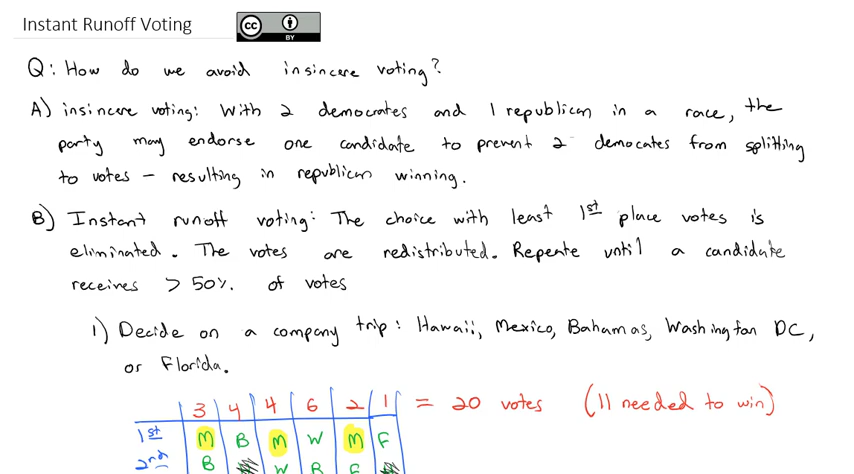 Instant Runoff Voting
CC BY
Q: How do we avoid insincere voting?
A) insincere voting: With 2 democrates and 1 republican in a race, the
party may endorse one candidate to prevent 2 democates from splitting
to votes – resulting in republican winning.
B) Instant runoff voting: The choice with least 1st place votes is
eliminated. The votes are redistributed. Repeate until a candidate
receives > 50% of votes
1) Decide on a company trip: Hawaii, Mexico, Bahamas, Washington DC,
or Florida.
3 4 4 6 2 1 = 20 votes (11 needed to win)
1st M B M W M F
2nd B W B F